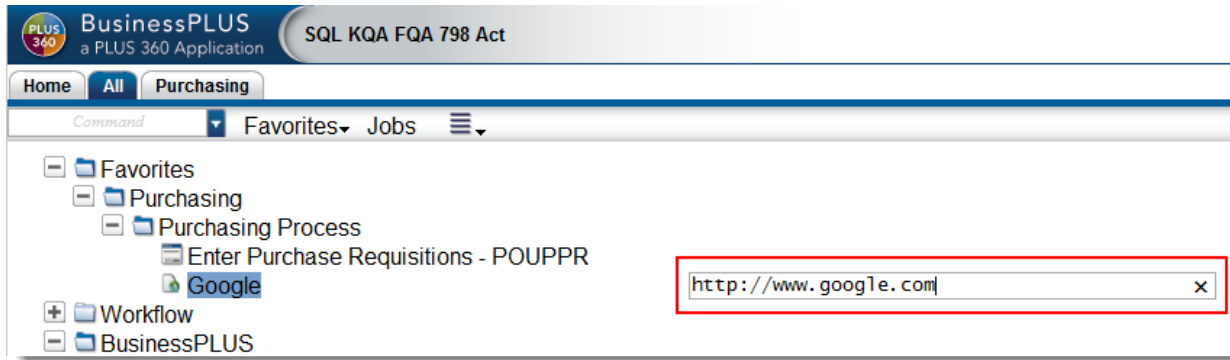 PLUS 360
BusinessPLUS
a PLUS 360 Application
SQL KQA FQA 798 Act
Home All Purchasing
Command Favorites Jobs
Favorites
Purchasing
Purchasing Process
Enter Purchase Requisitions - POUPPR
Google http://www.google.com
Workflow
BusinessPLUS